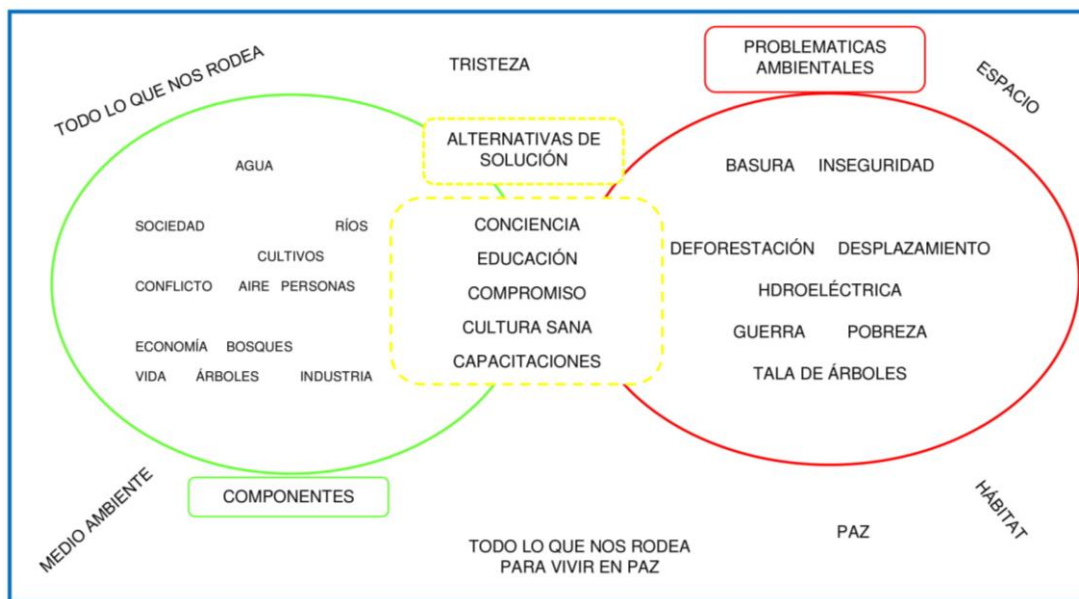 TODO LO QUE NOS RODEA
TRISTEZA
PROBLEMATICAS
AMBIENTALES
ESPACIO
ALTERNATIVAS DE
SOLUCIÓN
AGUA
SOCIEDAD RÍOS
CULTIVOS
CONFLICTO AIRE PERSONAS
ECONOMÍA BOSQUES
VIDA ÁRBOLES INDUSTRIA
CONCIENCIA
EDUCACIÓN
COMPROMISO
CULTURA SANA
CAPACITACIONES
BASURA INSEGURIDAD
DEFORESTACIÓN DESPLAZAMIENTO
HDROELÉCTRICA
GUERRA POBREZA
TALA DE ÁRBOLES
MEDIO AMBIENTE
COMPONENTES
TODO LO QUE NOS RODEA
PARA VIVIR EN PAZ
PAZ
HÁBITAT